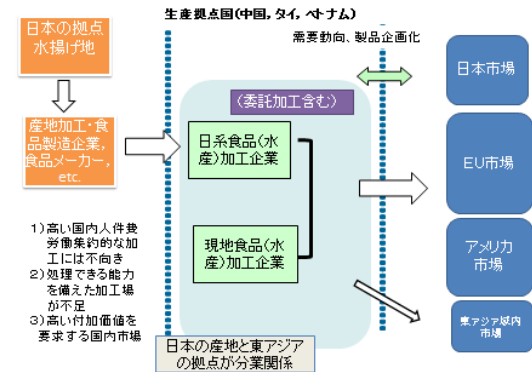 生産拠点国(中国，タイ，ベトナム)
日本の拠点
水揚げ地
産地加工・食
品製造企業，
食品メーカー，
etc.
1)高い国内人件費
労働集約的な加
工には不向き
2)処理できる能力
を備えた加工場
が不足
3)高い付加価値を
要求する国内市場
(委託加工含む)
日系食品(水
産)加工企業
現地食品(水
産)加工企業
日本の産地と東アジア
の拠点が分業関係
需要動向、製品企画化
日本市場
EU市場
アメリカ
市場
東アジア域内
市場